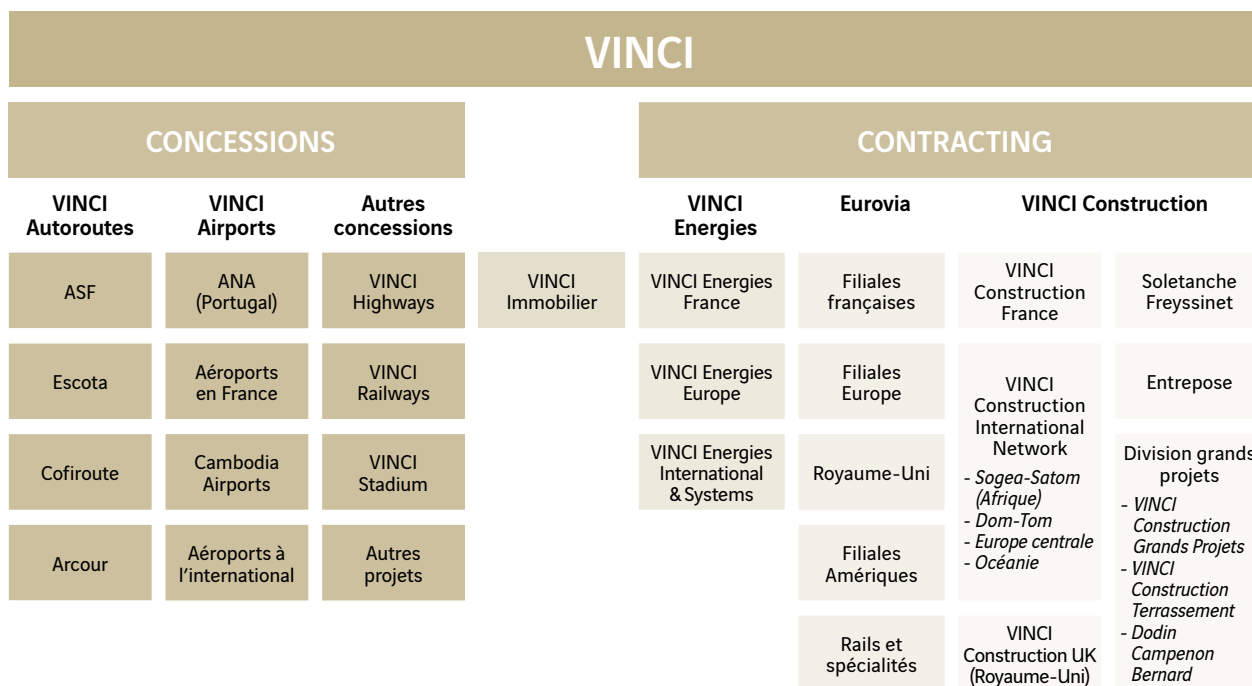 VINCI
CONCESSIONS
VINCI
Autoroutes
VINCI
Airports
Autres
concessions
ASF
ANA
(Portugal)
VINCI
Highways
Escota
Aéroports
en France
VINCI
Railways
Cofiroute
Cambodia
Airports
VINCI
Stadium
Arcour
Aéroports à
l'international
Autres
projets
VINCI
Immobilier
CONTRACTING
VINCI
Energies
Eurovia
VINCI Construction
VINCI Energies
France
VINCI Energies
Europe
VINCI Energies
International
& Systems
Filiales
françaises
Filiales
Europe
Royaume-Uni
Filiales
Amériques
Rails et
spécialités
VINCI
Construction
France
VINCI
Construction
International
Network
- Sogea-Satom
(Afrique)
- Dom-Tom
- Europe centrale
- Océanie
VINCI
Construction UK
(Royaume-Uni)
Soletanche
Freyssinet
Entrepose
Division grands
projets
- VINCI
Construction
Grands Projets
- VINCI
Construction
Terrassement
- Dodin
Campenon
Bernard